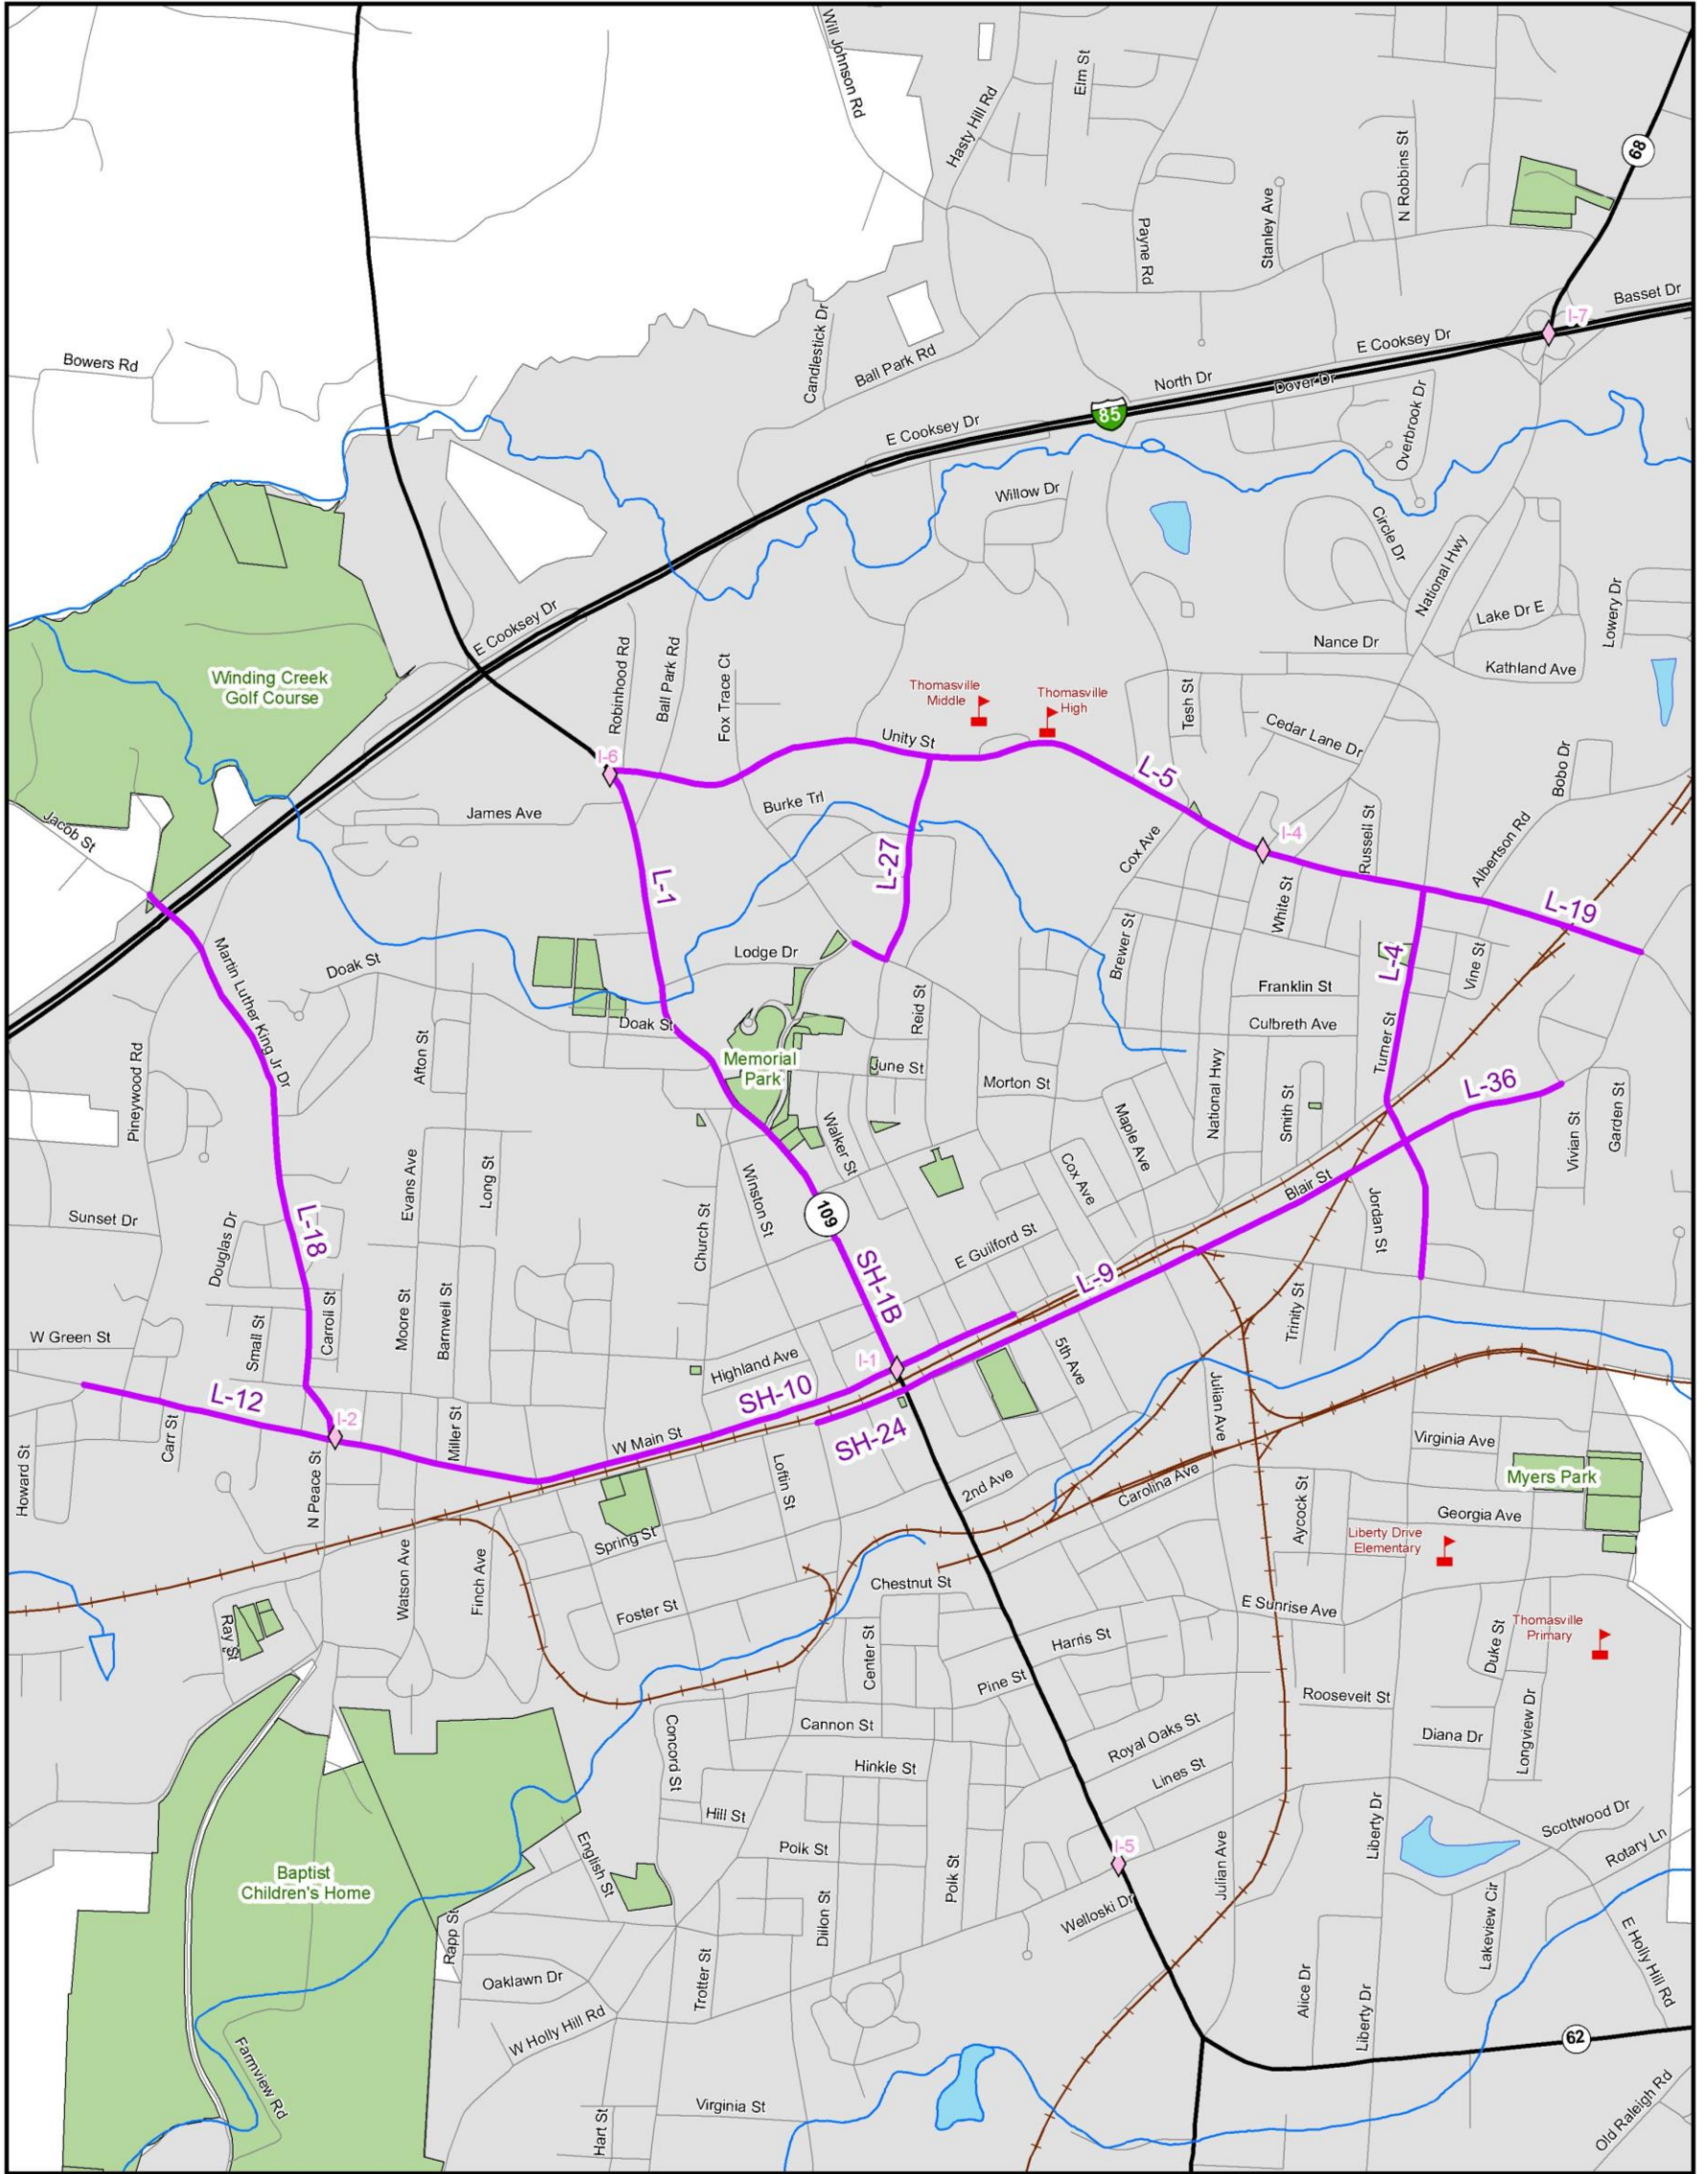 Will Johnson Rd
Hasty Hill Rd
Elm St
N Robbins St
68
Stanley Ave
Payne Rd
Basset Dr
I-7
E Cooksey Dr
Candlestick Dr
Ball Park Rd
North Dr
Dover Dr
Bowers Rd
85
Overbrook Dr
E Cooksey Dr
Willow Dr
Circle Dr
National Hwy
E Cooksey Dr
Lake Dr E
Lowery Dr
Nance Dr
Kathland Ave
Winding Creek
Golf Course
Robinhood Rd
Ball Park Rd
Fox Trace Ct
Thomasville
Middle
Thomasville
High
Tesh St
Cedar Lane Dr
Unity St
I-6
L-5
Bobo Dr
James Ave
Burke Trl
Jacob St
Cox Ave
I-4
Russell St
Albertson Rd
L-1
L-27
White St
L-19
Martin Luther King Jr Dr
Doak St
Lodge Dr
Brewer St
L-4
Vine St
Franklin St
Reid St
Doak St
Culbreth Ave
Turner St
Pineywood Rd
Afton St
Memorial
Park
June St
Morton St
National Hwy
Smith St
L-36
Vivian St
Garden St
Walker St
Maple Ave
Evans Ave
Long St
Winston St
Cox Ave
Blair St
Sunset Dr
Douglas Dr
L-18
Church St
109
Jordan St
E Guilford St
SH-1B
L-9
Trinity St
W Green St
Small St
Carroll St
Moore St
Barnwell St
Highland Ave
I-1
5th Ave
L-12
SH-10
Julian Ave
Howard St
Carr St
I-2
Miller St
W Main St
SH-24
Virginia Ave
N Peace St
Loftin St
2nd Ave
Carolina Ave
Myers Park
Aycock St
Georgia Ave
Spring St
Liberty Drive
Elementary
Watson Ave
Finch Ave
Chestnut St
E Sunrise Ave
Ray St
Foster St
Center St
Harris St
Duke St
Thomasville
Primary
Pine St
Roosevelt St
Cannon St
Royal Oaks St
Diana Dr
Longview Dr
Concord St
Hinkle St
Lines St
Hill St
Liberty Dr
Scottwood Dr
Polk St
I-5
Rotary Ln
Baptist
Children's Home
English St
Polk St
Julian Ave
Dillon St
Welloski Dr
Lakeview Cir
Rapp St
E Holly Hill Rd
Oaklawn Dr
Trotter St
Alice Dr
Liberty Dr
W Holly Hill Rd
62
Farmview Rd
Virginia St
Hart St
Old Raleigh Rd